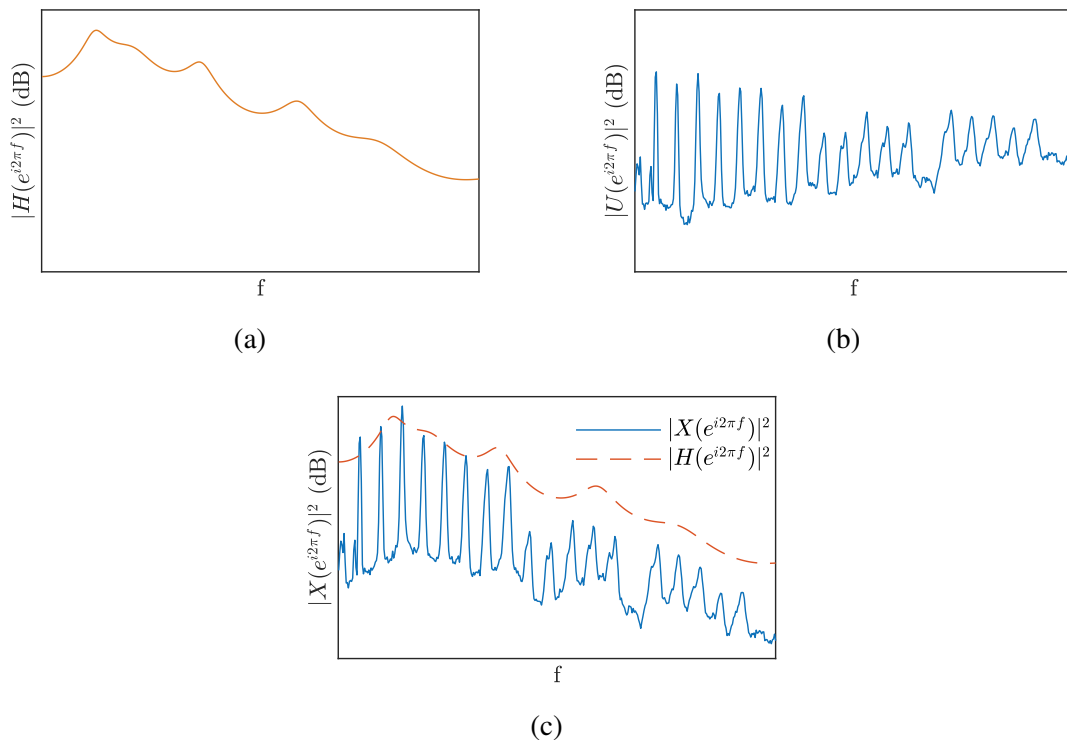 |H(e^{i2πf})|^2 (dB)
f
(a)
|U(e^{i2πf})|^2 (dB)
f
(b)
|X(e^{i2πf})|^2 (dB)
|X(e^{i2πf})|^2
|H(e^{i2πf})|^2
f
(c)